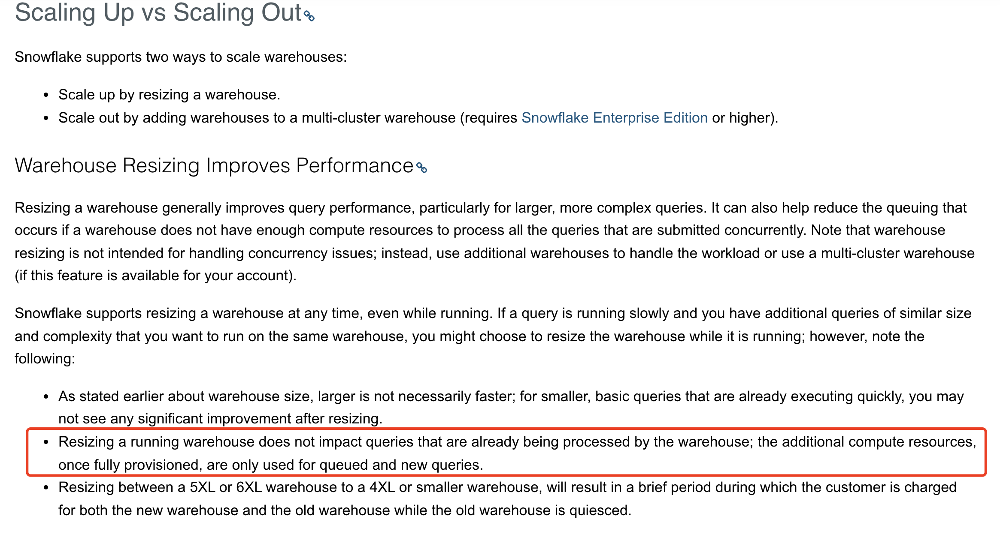 Scaling Up vs Scaling Out
Snowflake supports two ways to scale warehouses:
• Scale up by resizing a warehouse.
• Scale out by adding warehouses to a multi-cluster warehouse (requires Snowflake Enterprise Edition or higher).
Warehouse Resizing Improves Performance
Resizing a warehouse generally improves query performance, particularly for larger, more complex queries. It can also help reduce the queuing that
occurs if a warehouse does not have enough compute resources to process all the queries that are submitted concurrently. Note that warehouse
resizing is not intended for handling concurrency issues; instead, use additional warehouses to handle the workload or use a multi-cluster warehouse
(if this feature is available for your account).
Snowflake supports resizing a warehouse at any time, even while running. If a query is running slowly and you have additional queries of similar size
and complexity that you want to run on the same warehouse, you might choose to resize the warehouse while it is running; however, note the
following:
• As stated earlier about warehouse size, larger is not necessarily faster; for smaller, basic queries that are already executing quickly, you may
not see any significant improvement after resizing.
• Resizing a running warehouse does not impact queries that are already being processed by the warehouse; the additional compute resources,
once fully provisioned, are only used for queued and new queries.
• Resizing between a 5XL or 6XL warehouse to a 4XL or smaller warehouse, will result in a brief period during which the customer is charged
for both the new warehouse and the old warehouse while the old warehouse is quiesced.